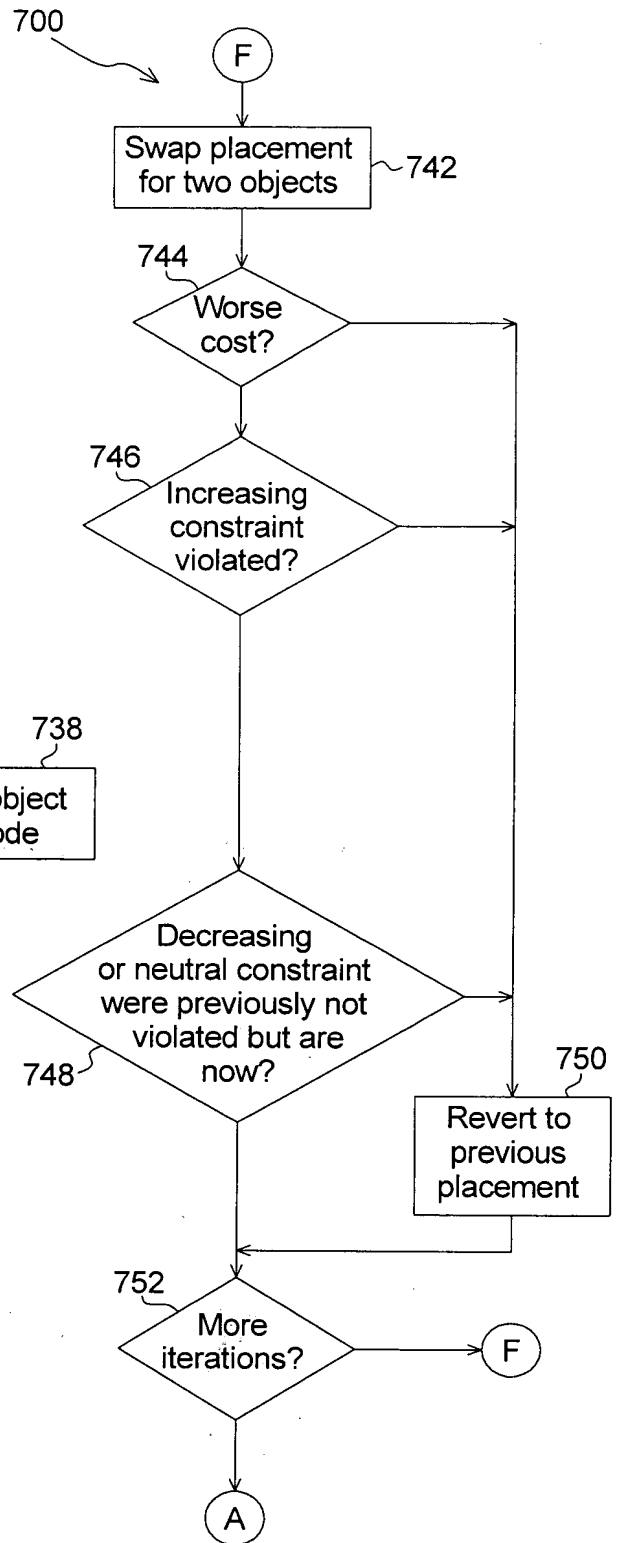 700
F
Swap placement
for two objects
742
744
Worse
cost?
746
Increasing
constraint
violated?
738
object
Decreasing
or neutral constraint
were previously not
violated but are
now?
748
750
Revert to
previous
placement
752
More
iterations?
F
A